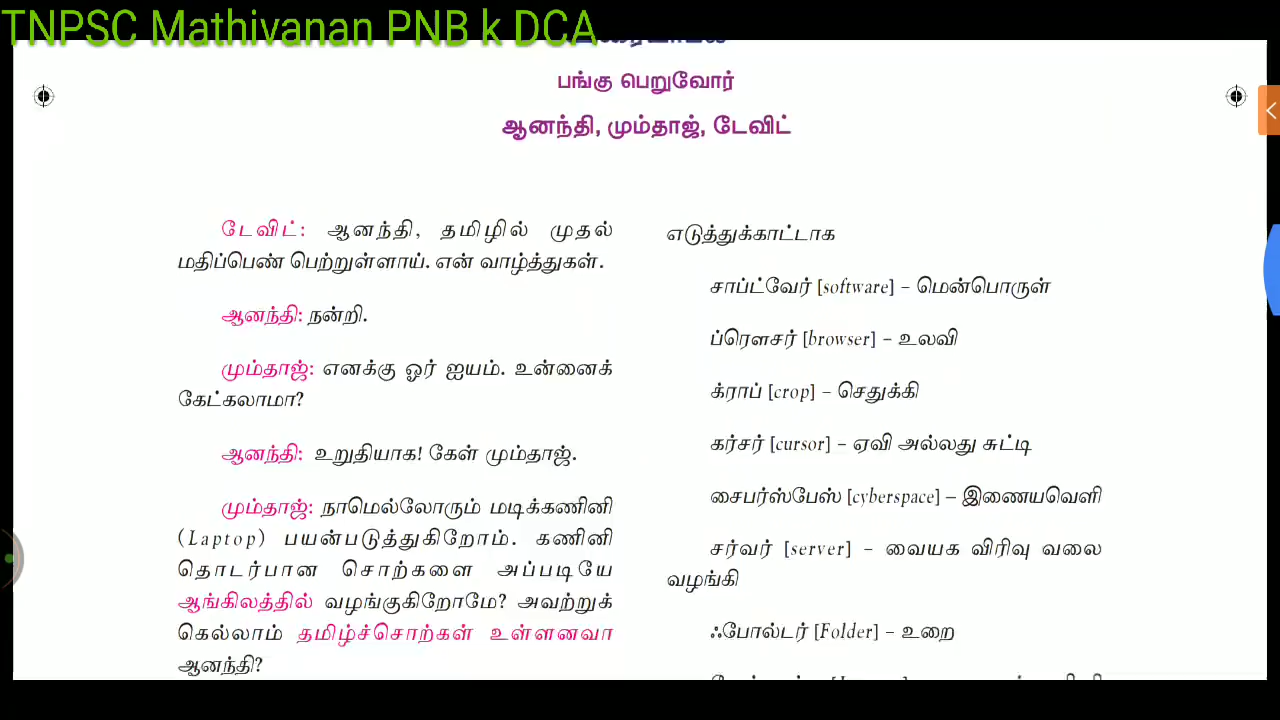 TNPSC Mathivanan PNB k DCA
பங்கு பெறுவோர்
ஆனந்தி, மும்தாஜ், டேவிட்
டேவிட்: ஆனந்தி, தமிழில் முதல்
மதிப்பெண் பெற்றுள்ளாய். என் வாழ்த்துகள்.
ஆனந்தி: நன்றி.
மும்தாஜ்: எனக்கு ஓர் ஐயம். உன்னைக்
கேட்கலாமா?
ஆனந்தி: உறுதியாக! கேள் மும்தாஜ்.
மும்தாஜ்: நாமெல்லோரும் மடிக்கணினி
(Laptop) பயன்படுத்துகிறோம். கணினி
தொடர்பான சொற்களை அப்படியே
ஆங்கிலத்தில் வழங்குகிறோமே? அவற்றுக்
கெல்லாம் தமிழ்ச்சொற்கள் உள்ளனவா
ஆனந்தி?
எடுத்துக்காட்டாக
சாப்ட்வேர் [software] – மென்பொருள்
ப்ரௌசர் [browser] – உலவி
க்ராப் [crop] – செதுக்கி
கர்சர் [cursor] – ஏவி அல்லது சுட்டி
சைபர்ஸ்பேஸ் [cyberspace] – இணையவெளி
சர்வர் [server] – வையக விரிவு வலை
வழங்கி
ஃபோல்டர் [Folder] – உறை